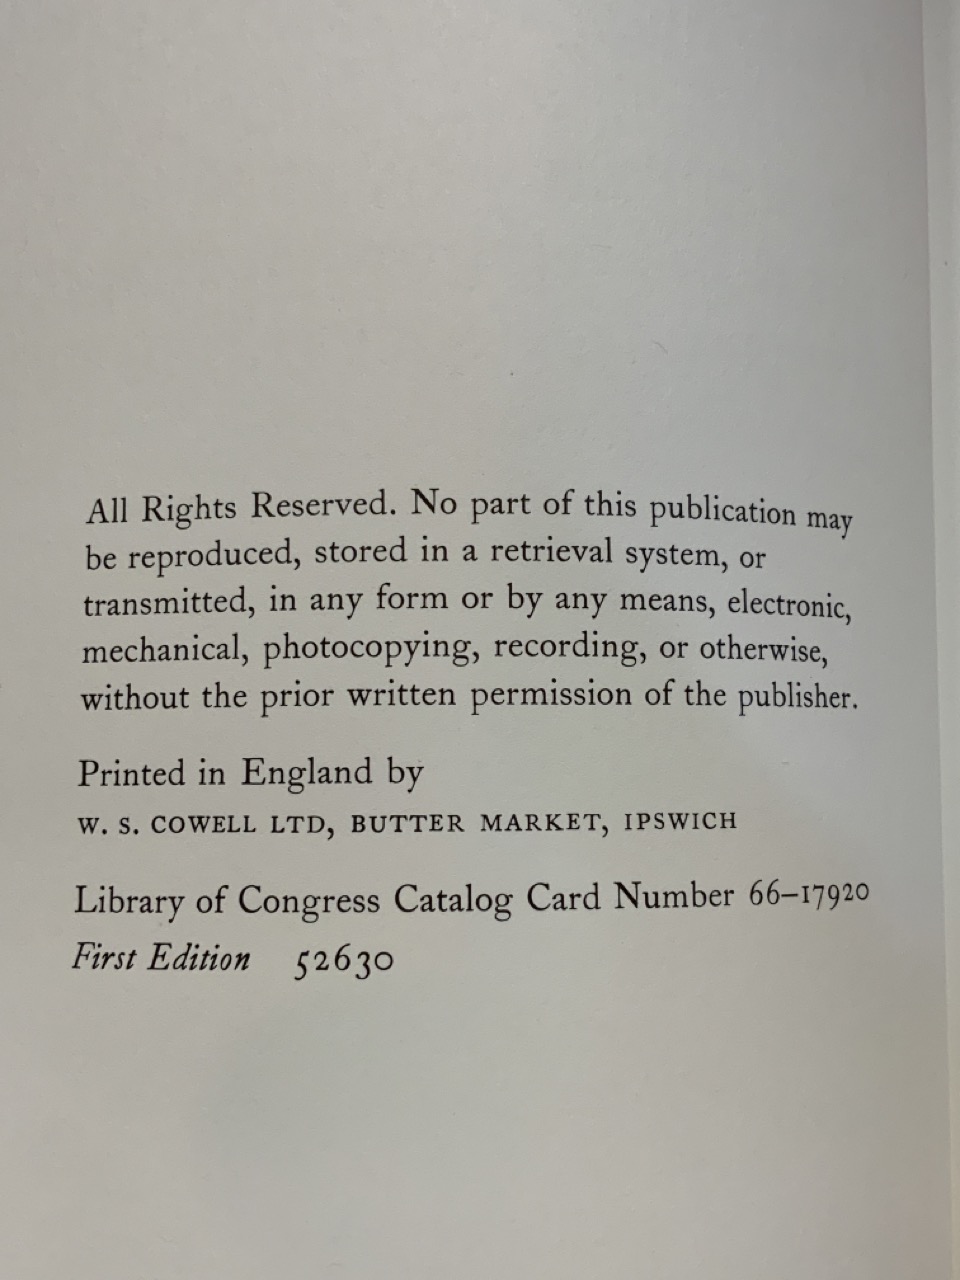 All Rights Reserved. No part of this publication may
be reproduced, stored in a retrieval system, or
transmitted, in any form or by any means, electronic,
mechanical, photocopying, recording, or otherwise,
without the prior written permission of the publisher.
Printed in England by
W. S. COWELL LTD, BUTTER MARKET, IPSWICH
Library of Congress Catalog Card Number 66–17920
First Edition 52630